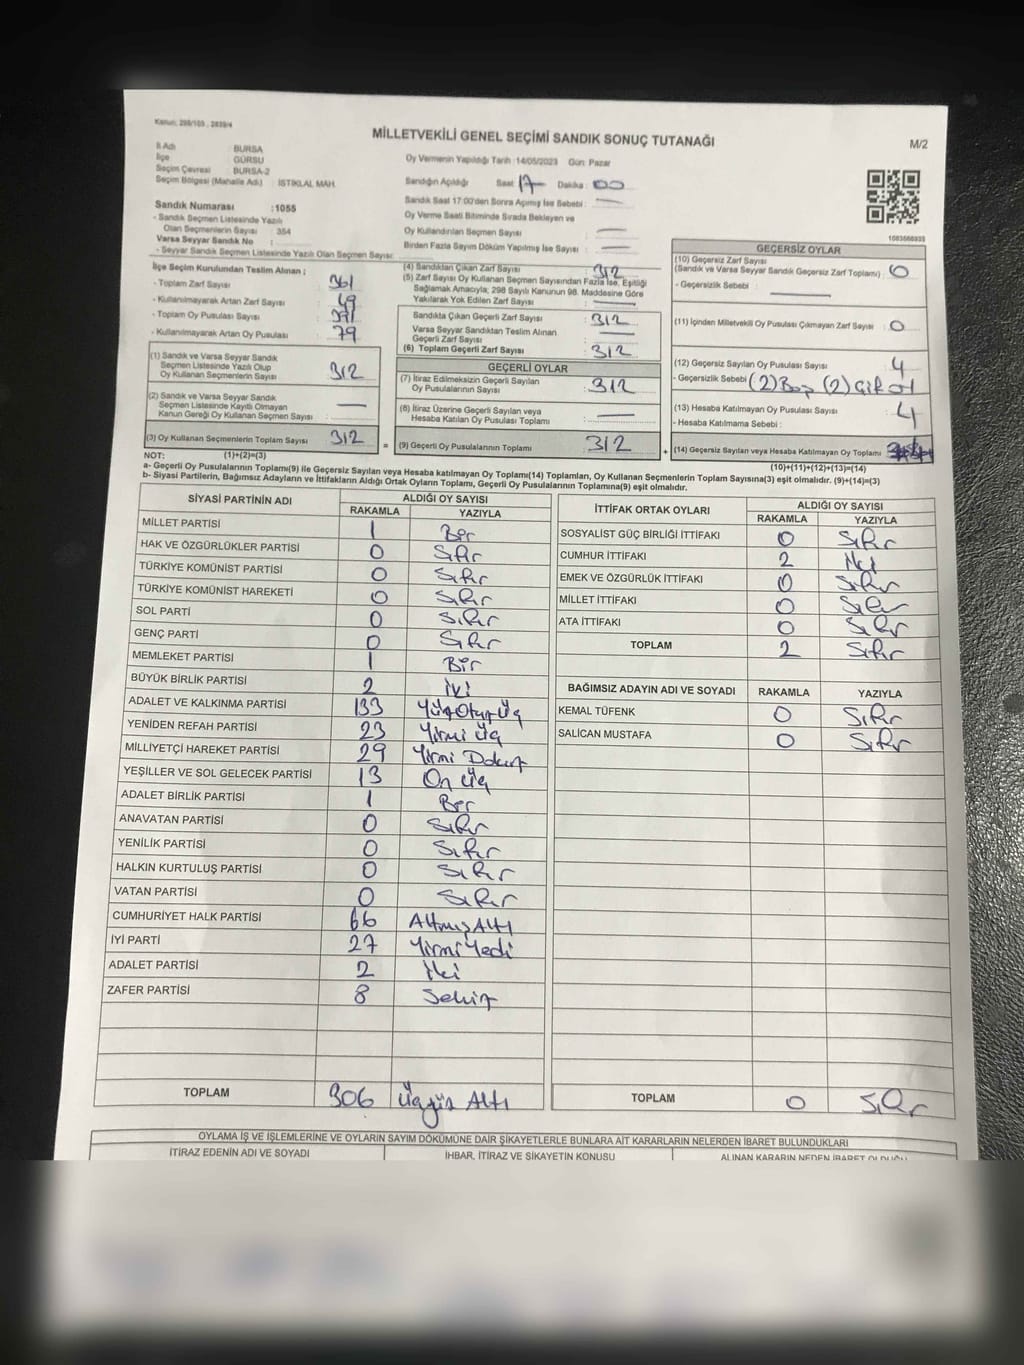 Kanun: 298/105 , 2839/4
MİLLETVEKİLİ GENEL SEÇİMİ SANDIK SONUÇ TUTANAĞI
M/2
İl Adı : BURSA
İlçe : GÜRSU
Seçim Çevresi : BURSA-2
Seçim Bölgesi (Mahalle Adı) : İSTİKLAL MAH.
Sandık Numarası :1055
- Sandık Seçmen Listesinde Yazılı
Olan Seçmenlerin Sayısı : 354
Varsa Seyyar Sandık No :
- Seyyar Sandık Seçmen Listesinde Yazılı Olan Seçmen Sayısı:
Oy Vermenin Yapıldığı Tarih :14/05/2023 Gün: Pazar
Sandığın Açıldığı Saat :17 Dakika :00
Sandık Saat 17:00'den Sonra Açılmış İse Sebebi : —
Oy Verme Saati Bitiminde Sırada Bekleyen ve
Oy Kullandırılan Seçmen Sayısı : —
Birden Fazla Sayım Döküm Yapılmış İse Sayısı : —
1083566935
İlçe Seçim Kurulundan Teslim Alınan ;
- Toplam Zarf Sayısı : 361
- Kullanılmayarak Artan Zarf Sayısı : 49
- Toplam Oy Pusulası Sayısı : 391
- Kullanılmayarak Artan Oy Pusulası : 79
(1) Sandık ve Varsa Seyyar Sandık
Seçmen Listesinde Yazılı Olup
Oy Kullanan Seçmenlerin Sayısı : 312
(2) Sandık ve Varsa Seyyar Sandık
Seçmen Listesinde Kayıtlı Olmayan
Kanun Gereği Oy Kullanan Seçmen Sayısı : —
(3) Oy Kullanan Seçmenlerin Toplam Sayısı 312
(4) Sandıktan Çıkan Zarf Sayısı : 312
(5) Zarf Sayısı Oy Kullanan Seçmen Sayısından Fazla İse, Eşitliği
Sağlamak Amacıyla; 298 Sayılı Kanunun 98. Maddesine Göre
Yakılarak Yok Edilen Zarf Sayısı : —
Sandıkta Çıkan Geçerli Zarf Sayısı : 312
Varsa Seyyar Sandıktan Teslim Alınan
Geçerli Zarf Sayısı : —
(6) Toplam Geçerli Zarf Sayısı : 312
GEÇERLİ OYLAR
(7) İtiraz Edilmeksizin Geçerli Sayılan
Oy Pusulalarının Sayısı : 312
(8) İtiraz Üzerine Geçerli Sayılan veya
Hesaba Katılan Oy Pusulası Toplamı : —
= (9) Geçerli Oy Pusulalarının Toplamı 312
GEÇERSİZ OYLAR
(10) Geçersiz Zarf Sayısı
(Sandık ve Varsa Seyyar Sandık Geçersiz Zarf Toplamı) : 0
- Geçersizlik Sebebi : —
(11) İçinden Milletvekili Oy Pusulası Çıkmayan Zarf Sayısı : 0
(12) Geçersiz Sayılan Oy Pusulası Sayısı : 4
- Geçersizlik Sebebi (2) Boş (2)
(13) Hesaba Katılmayan Oy Pusulası Sayısı : 4
- Hesaba Katılmama Sebebi :
+ (14) Geçersiz Sayılan veya Hesaba Katılmayan Oy Toplamı
NOT: (1)+(2)=(3) (10)+(11)+(12)+(13)=(14)
a- Geçerli Oy Pusulalarının Toplamı(9) ile Geçersiz Sayılan veya Hesaba katılmayan Oy Toplamı(14) Toplamları, Oy Kullanan Seçmenlerin Toplam Sayısına(3) eşit olmalıdır. (9)+(14)=(3)
b- Siyasi Partilerin, Bağımsız Adayların ve İttifakların Aldığı Ortak Oyların Toplamı, Geçerli Oy Pusulalarının Toplamına(9) eşit olmalıdır.
SİYASİ PARTİNİN ADI ALDIĞI OY SAYISI
RAKAMLA YAZIYLA
MİLLET PARTİSİ 1 Bir
HAK VE ÖZGÜRLÜKLER PARTİSİ 0 Sıfır
TÜRKİYE KOMÜNİST PARTİSİ 0 Sıfır
TÜRKİYE KOMÜNİST HAREKETİ 0 Sıfır
SOL PARTİ 0 Sıfır
GENÇ PARTİ 0 Sıfır
MEMLEKET PARTİSİ 1 Bir
BÜYÜK BİRLİK PARTİSİ 2 İki
ADALET VE KALKINMA PARTİSİ 133 YüzOtuzÜç
YENİDEN REFAH PARTİSİ 23 Yirmi Üç
MİLLİYETÇİ HAREKET PARTİSİ 29 Yirmi Dokuz
YEŞİLLER VE SOL GELECEK PARTİSİ 13 On Üç
ADALET BİRLİK PARTİSİ 1 Bir
ANAVATAN PARTİSİ 0 Sıfır
YENİLİK PARTİSİ 0 Sıfır
HALKIN KURTULUŞ PARTİSİ 0 Sıfır
VATAN PARTİSİ 0 Sıfır
CUMHURİYET HALK PARTİSİ 66 AltmışAltı
İYİ PARTİ 27 YirmiYedi
ADALET PARTİSİ 2 İki
ZAFER PARTİSİ 8 Sekiz
TOPLAM 306 Üçyüz Altı
İTTİFAK ORTAK OYLARI ALDIĞI OY SAYISI
RAKAMLA YAZIYLA
SOSYALİST GÜÇ BİRLİĞİ İTTİFAKI 0 Sıfır
CUMHUR İTTİFAKI 2 İki
EMEK VE ÖZGÜRLÜK İTTİFAKI 0 Sıfır
MİLLET İTTİFAKI 0 Sıfır
ATA İTTİFAKI 0 Sıfır
TOPLAM 2 Sıfır
BAĞIMSIZ ADAYIN ADI VE SOYADI RAKAMLA YAZIYLA
KEMAL TÜFENK 0 Sıfır
SALİCAN MUSTAFA 0 Sıfır
TOPLAM 0 Sıfır
OYLAMA İŞ VE İŞLEMLERİNE VE OYLARIN SAYIM DÖKÜMÜNE DAİR ŞİKAYETLERLE BUNLARA AİT KARARLARIN NELERDEN İBARET BULUNDUKLARI
İTİRAZ EDENİN ADI VE SOYADI İHBAR, İTİRAZ VE ŞİKAYETİN KONUSU ALINAN KARARIN NEDEN İBARET OLDUĞU